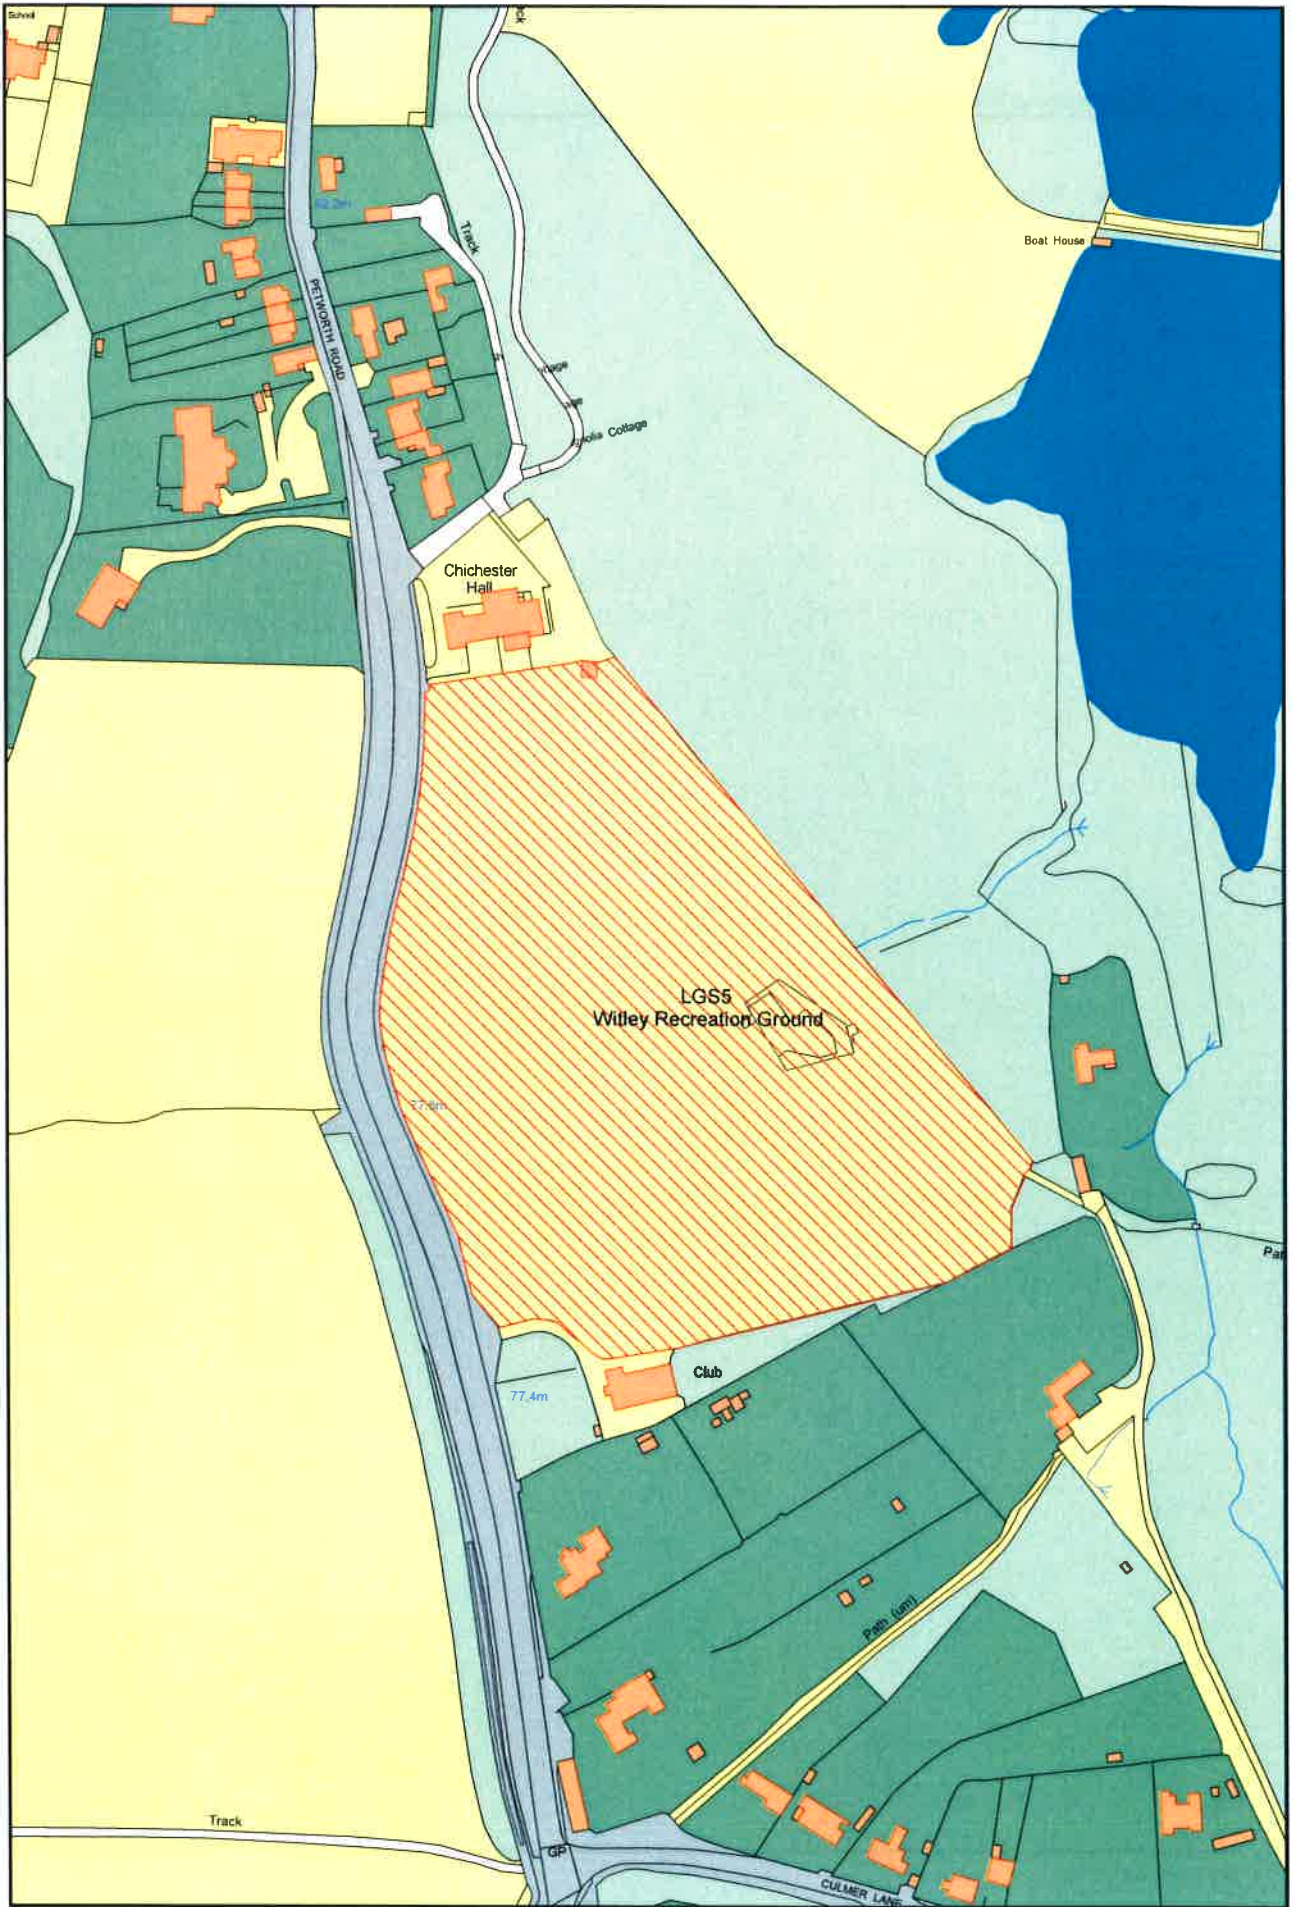 School
Track
PETWORTH ROAD
Boat House
Cottage
Chichester
Hall
LGS5
Witley Recreation Ground
Club
77.4m
Path (um)
Track
GP
CULMER LANE